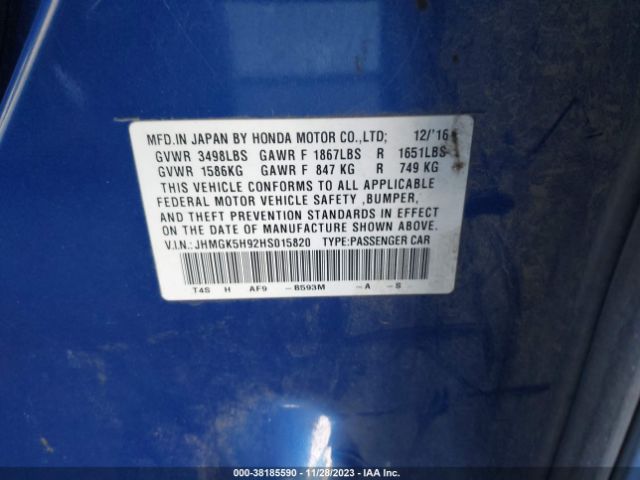 MFD.IN JAPAN BY HONDA MOTOR CO.,LTD; 12/'16
GVWR 3498LBS GAWR F 1867LBS R 1651LBS
GVWR 1586KG GAWR F 847 KG R 749 KG
THIS VEHICLE CONFORMS TO ALL APPLICABLE
FEDERAL MOTOR VEHICLE SAFETY ,BUMPER,
AND THEFT PREVENTION STANDARDS IN EFFECT
ON THE DATE OF MANUFACTURE SHOWN ABOVE.
V.I.N.: JHMGK5H92HS015820 TYPE:PASSENGER CAR
T4S H AF9 -B593M -A -S
000-38185590 — 11/28/2023 — IAA Inc.